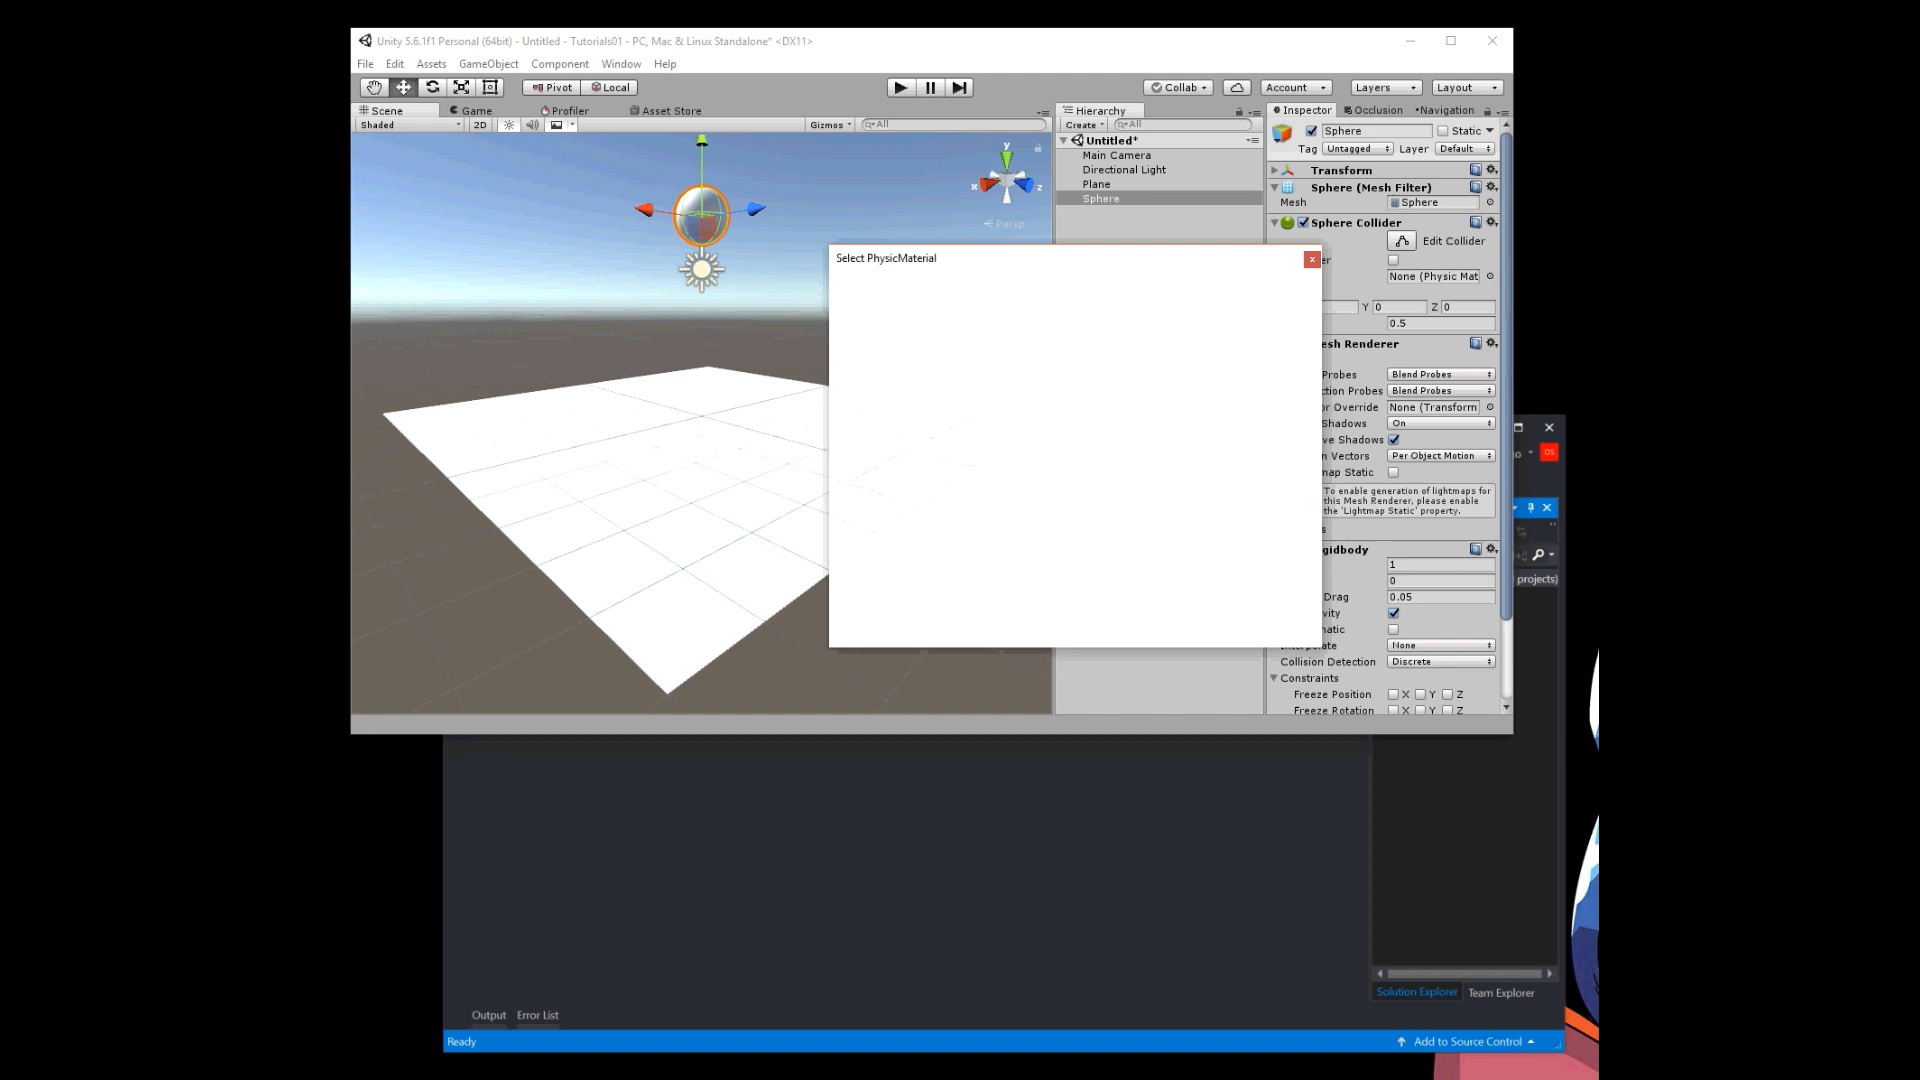 Unity 5.6.1f1 Personal (64bit) - Untitled - Tutorials01 - PC, Mac & Linux Standalone* <DX11>
File Edit Assets GameObject Component Window Help
Pivot Local Collab Account Layers Layout
Scene Game Profiler Asset Store Hierarchy Inspector Occlusion Navigation
Shaded 2D Gizmos All Create All
Sphere Static
Tag Untagged Layer Default
Untitled*
Main Camera
Directional Light
Plane
Sphere
Transform
Sphere (Mesh Filter)
Mesh Sphere
Sphere Collider
y
x z
Persp
Edit Collider
Select PhysicMaterial x
er
None (Physic Mat
Y 0 Z 0
0.5
esh Renderer
Probes Blend Probes
ction Probes Blend Probes
or Override None (Transform
Shadows On
ve Shadows
n Vectors Per Object Motion
map Static
To enable generation of lightmaps for
this Mesh Renderer, please enable
the 'Lightmap Static' property.
s
gidbody
1
0
Drag 0.05
vity
natic
None
Collision Detection Discrete
Constraints
Freeze Position X Y Z
Freeze Rotation X Y Z
DS
projects)
Solution Explorer Team Explorer
Output Error List
Ready Add to Source Control